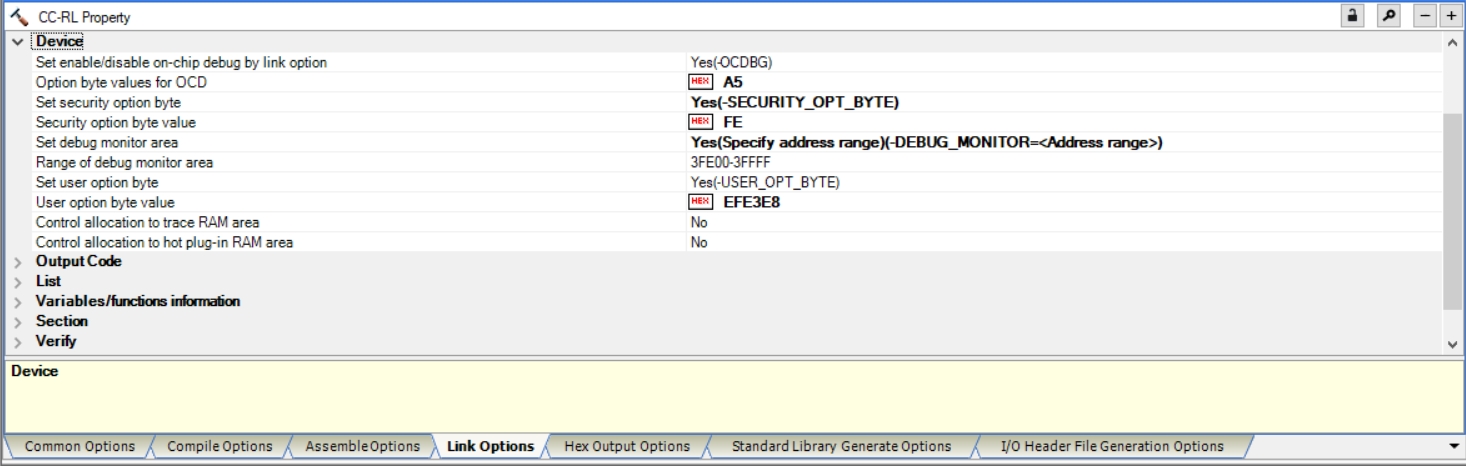 CC-RL Property
Device
Set enable/disable on-chip debug by link option Yes(-OCDBG)
Option byte values for OCD HEX A5
Set security option byte Yes(-SECURITY_OPT_BYTE)
Security option byte value HEX FE
Set debug monitor area Yes(Specify address range)(-DEBUG_MONITOR=<Address range>)
Range of debug monitor area 3FE00-3FFFF
Set user option byte Yes(-USER_OPT_BYTE)
User option byte value HEX EFE3E8
Control allocation to trace RAM area No
Control allocation to hot plug-in RAM area No
Output Code
List
Variables/functions information
Section
Verify
Device
Common Options Compile Options Assemble Options Link Options Hex Output Options Standard Library Generate Options I/O Header File Generation Options